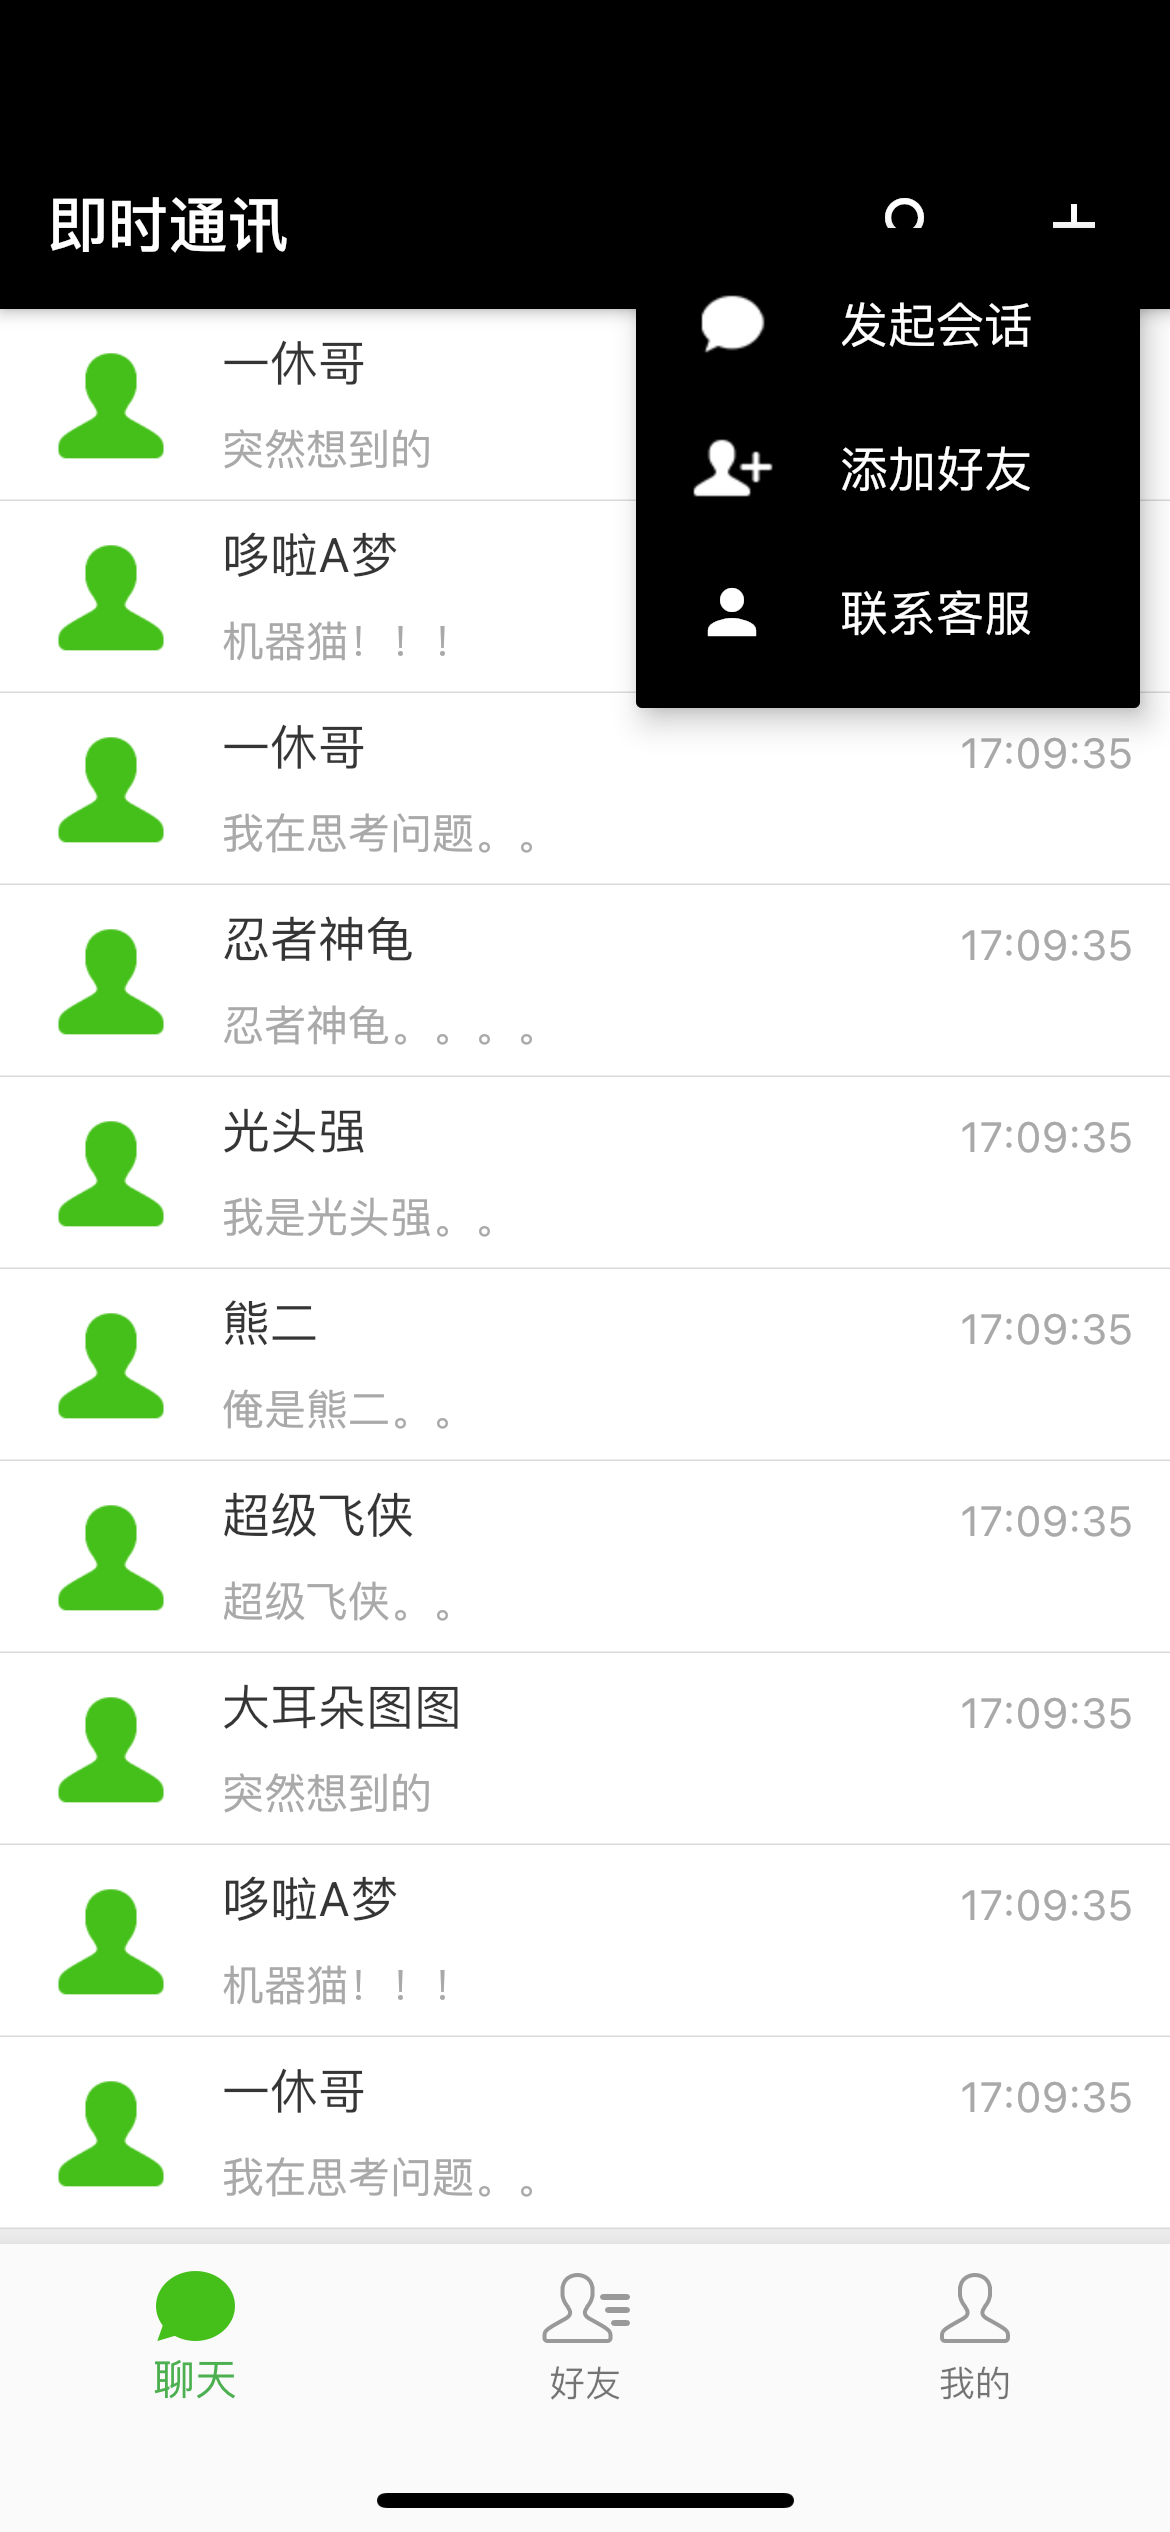 即时通讯
发起会话
添加好友
联系客服
一休哥
突然想到的
哆啦A梦
机器猫！！！
一休哥
17:09:35
我在思考问题。。
忍者神龟
17:09:35
忍者神龟。。。。
光头强
17:09:35
我是光头强。。
熊二
17:09:35
俺是熊二。。
超级飞侠
17:09:35
超级飞侠。。
大耳朵图图
17:09:35
突然想到的
哆啦A梦
17:09:35
机器猫！！！
一休哥
17:09:35
我在思考问题。。
聊天
好友
我的